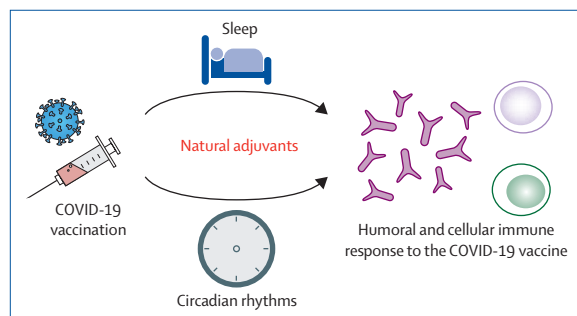 Sleep
Natural adjuvants
COVID-19
vaccination
Humoral and cellular immune
response to the COVID-19 vaccine
Circadian rhythms